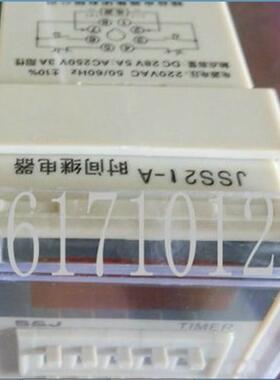 电源电压: 220VAC 50/60Hz ±10%
触点容量: DC 28V 5A AC250V 3A 阻性
JSS21-A 时间继电器
6171012
SSJ
TIMER